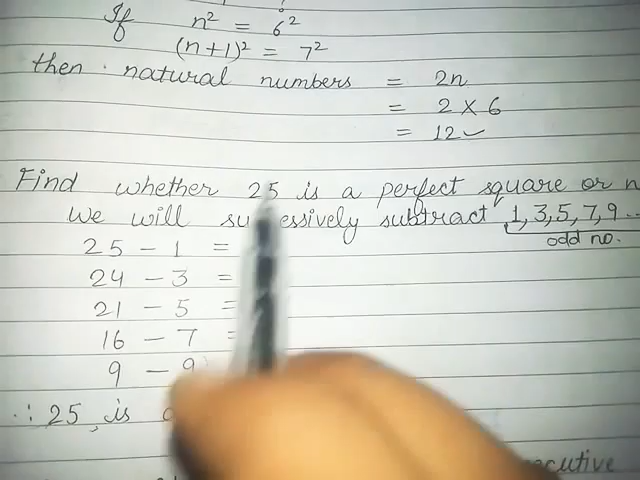 If n² = 6²
(n+1)² = 7²
then natural numbers = 2n
= 2 × 6
= 12
Find whether 25 is a perfect square or
We will successively subtract 1, 3, 5, 7, 9 ...
odd no.
25 - 1 =
24 - 3 =
21 - 5 =
16 - 7 =
9 - 9
∴ 25, is